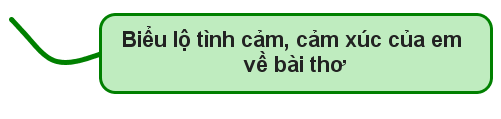 Biểu lộ tình cảm, cảm xúc của em
về bài thơ